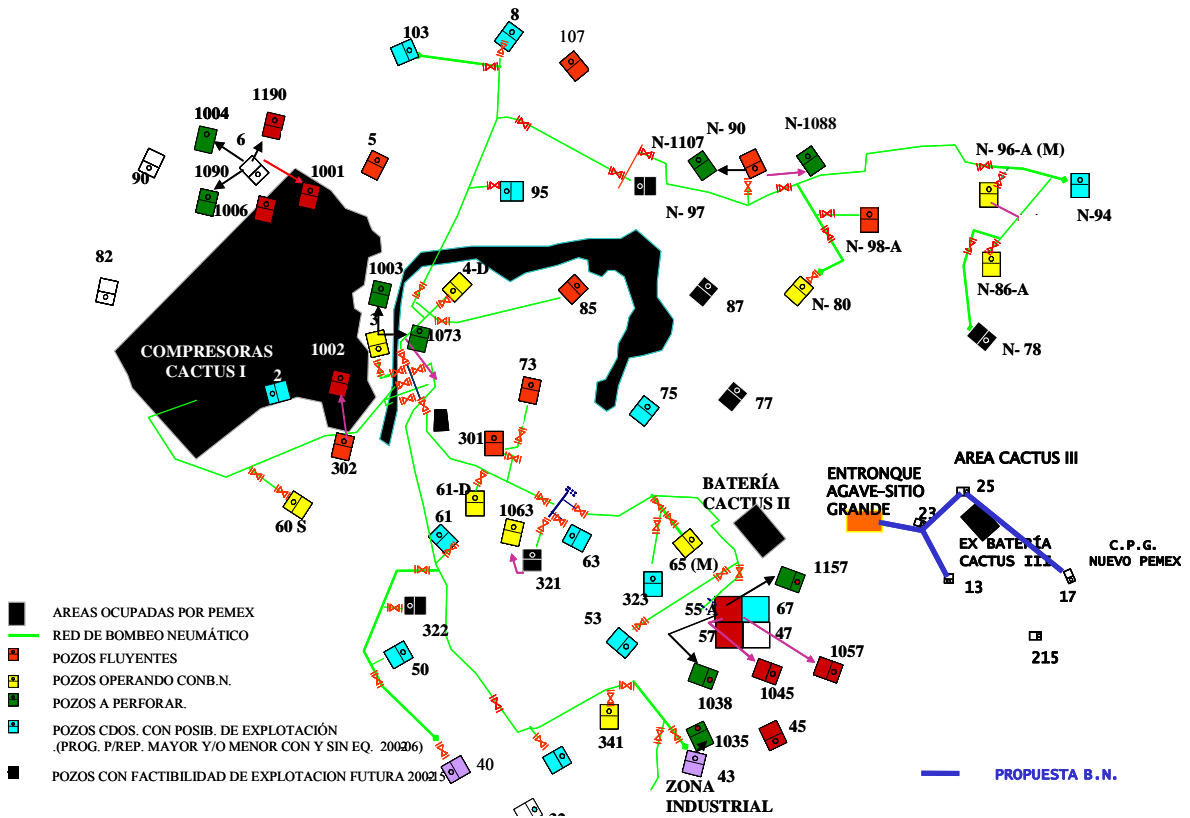 8
103
107
1190
1004
6
5
N-1107
N- 90
N-1088
N- 96-A (M)
90
1090
1001
95
N- 97
N-94
1006
N- 98-A
82
1003
4-D
N-86-A
85
87
N- 80
3
1073
N- 78
COMPRESORAS
CACTUS I
1002
2
73
75
77
301
302
AREA CACTUS III
ENTRONQUE
AGAVE-SITIO
GRANDE
25
BATERÍA
CACTUS II
61-D
60 S
1063
23
61
63
EX BATERÍA
CACTUS III
C.P.G.
NUEVO PEMEX
65 (M)
321
1157
13
17
323
AREAS OCUPADAS POR PEMEX
55-A
67
53
RED DE BOMBEO NEUMÁTICO
322
57
47
215
POZOS FLUYENTES
1057
50
POZOS OPERANDO CONB.N.
1045
1038
POZOS A PERFORAR.
45
POZOS CDOS. CON POSIB. DE EXPLOTACIÓN
341
1035
.(PROG. P/REP. MAYOR Y/O MENOR CON Y SIN EQ.
40
43
POZOS CON FACTIBILIDAD DE EXPLOTACION FUTURA
PROPUESTA B.N.
ZONA
INDUSTRIAL